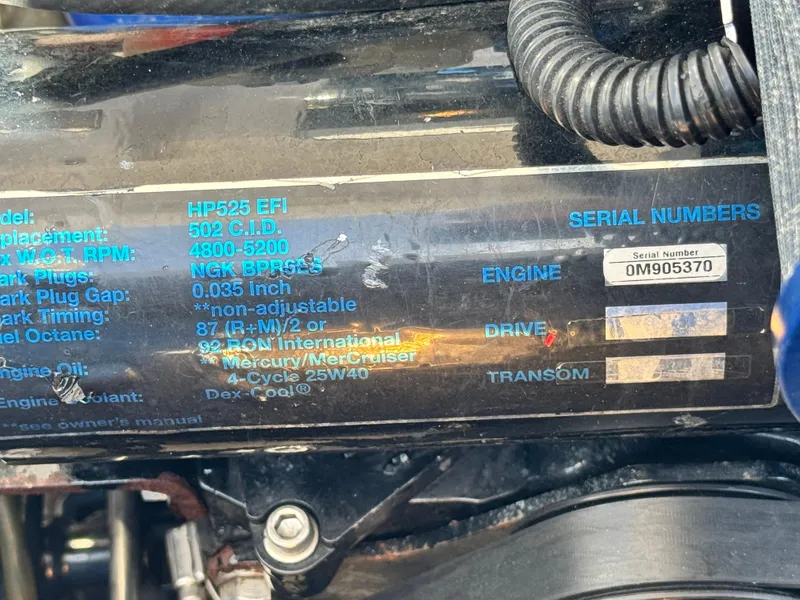 del: HP525 EFI
placement: 502 C.I.D.
x W.O.T. RPM: 4800-5200
ark Plugs: NGK BPR6ES
ark Plug Gap: 0.035 Inch
ark Timing: **non-adjustable
el Octane: 87 (R+M)/2 or
92 RON International
** Mercury/MerCruiser
ngine Oil: 4-Cycle 25W40
Engine Coolant: Dex-Cool®
**see owner's manual
SERIAL NUMBERS
ENGINE
Serial Number
0M905370
DRIVE
TRANSOM